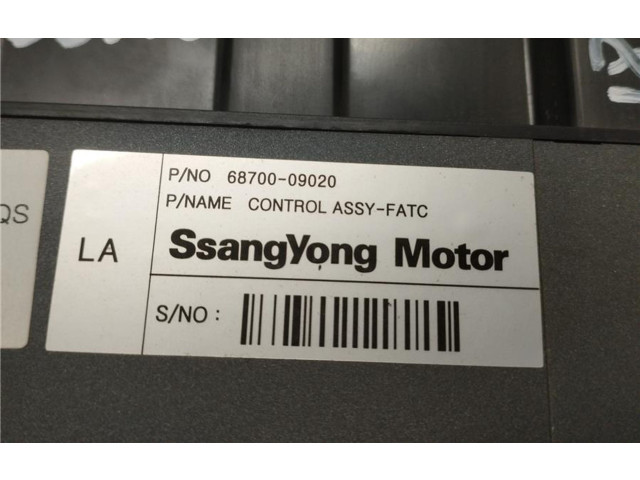 P/NO 68700-09020
P/NAME CONTROL ASSY-FATC
LA
SsangYong Motor
S/NO :
QS